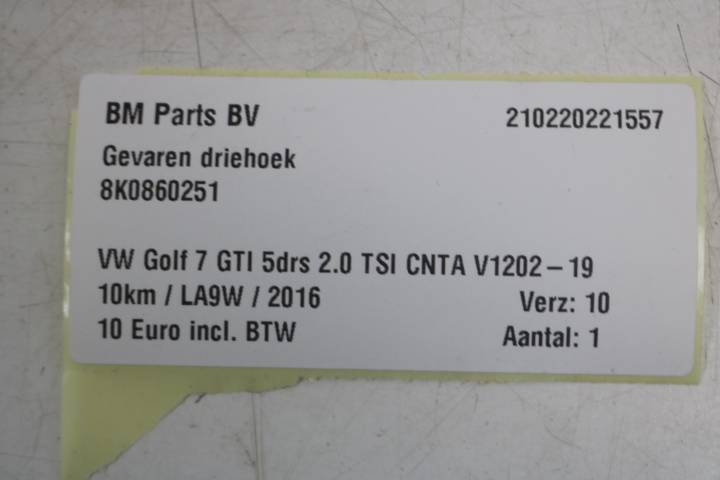 BM Parts BV 210220221557
Gevaren driehoek
8K0860251
VW Golf 7 GTI 5drs 2.0 TSI CNTA V1202-19
10km / LA9W / 2016 Verz: 10
10 Euro incl. BTW Aantal: 1